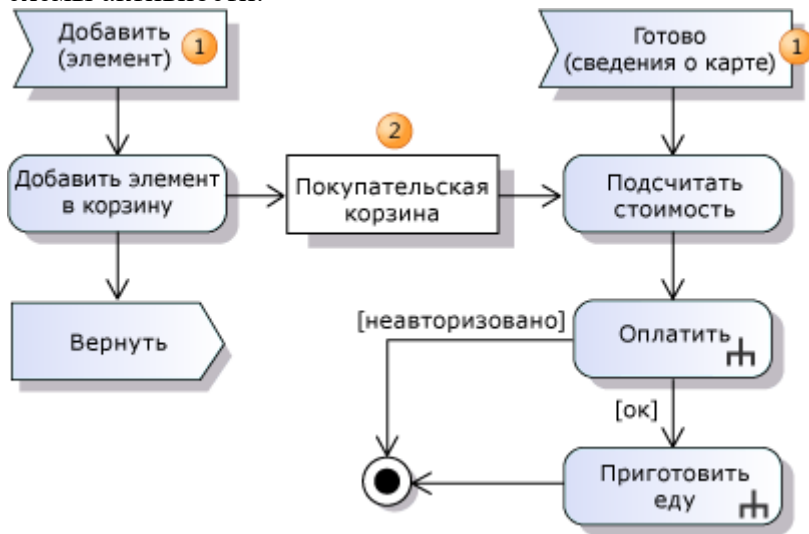 Добавить
(элемент)
1
Готово
(сведения о карте)
1
2
Добавить элемент
в корзину
Покупательская
корзина
Подсчитать
стоимость
Вернуть
[неавторизовано]
Оплатить
[ок]
Приготовить
еду